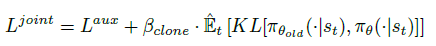 L^{joint} = L^{aux} + β_{clone} · Ê_t [KL[π_{θ_{old}}(·|s_t), π_θ(·|s_t)]]